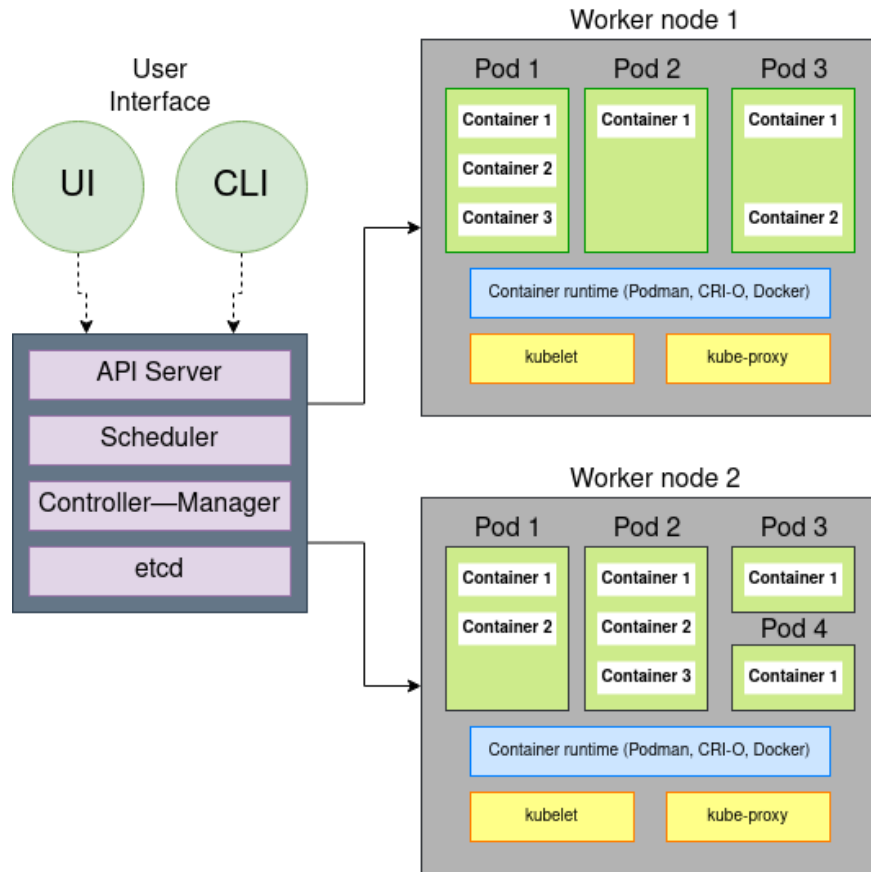 User
Interface
UI
CLI
API Server
Scheduler
Controller—Manager
etcd
Worker node 1
Pod 1
Container 1
Container 2
Container 3
Pod 2
Container 1
Pod 3
Container 1
Container 2
Container runtime (Podman, CRI-O, Docker)
kubelet
kube-proxy
Worker node 2
Pod 1
Container 1
Container 2
Pod 2
Container 1
Container 2
Container 3
Pod 3
Container 1
Pod 4
Container 1
Container runtime (Podman, CRI-O, Docker)
kubelet
kube-proxy